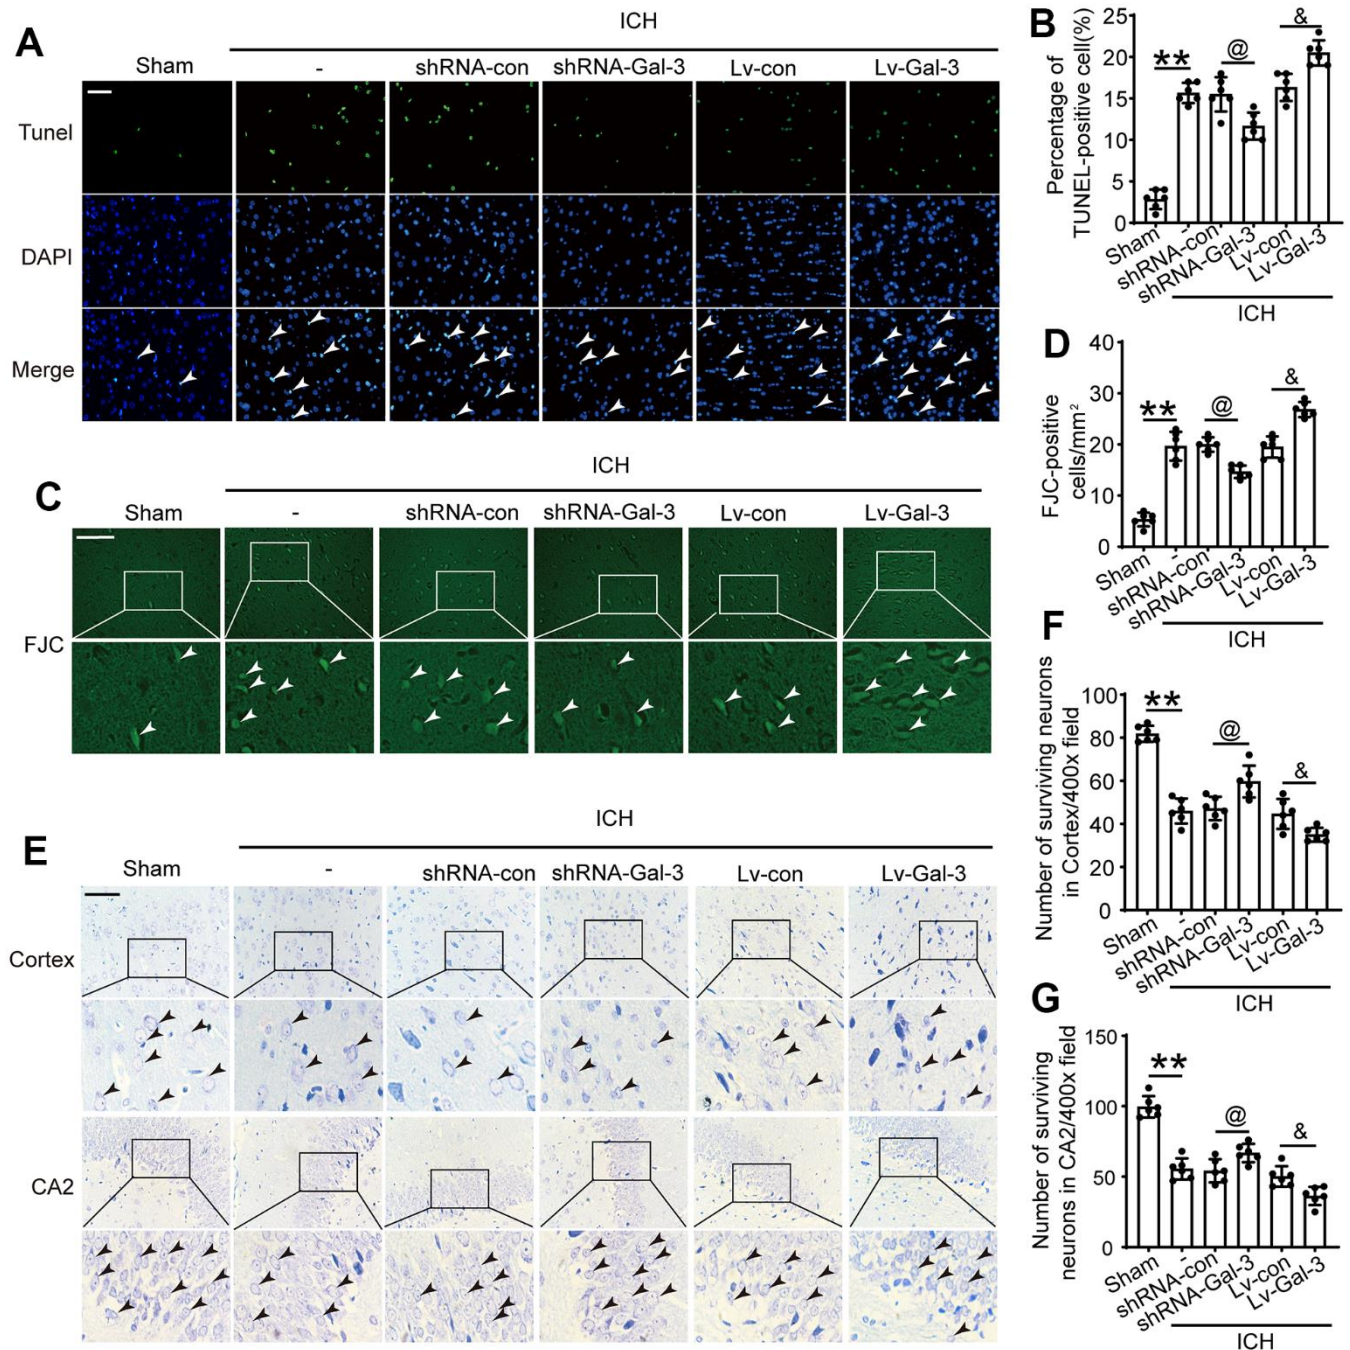 A
ICH
Sham
-
shRNA-con
shRNA-Gal-3
Lv-con
Lv-Gal-3
Tunel
DAPI
Merge
B
Percentage of
TUNEL-positive cell(%)
25
20
15
10
5
0
**
@
&
Sham
-
shRNA-con
shRNA-Gal-3
Lv-con
Lv-Gal-3
ICH
C
ICH
Sham
-
shRNA-con
shRNA-Gal-3
Lv-con
Lv-Gal-3
FJC
D
FJC-positive
cells/mm²
40
30
20
10
0
**
@
&
Sham
-
shRNA-con
shRNA-Gal-3
Lv-con
Lv-Gal-3
ICH
E
ICH
Sham
-
shRNA-con
shRNA-Gal-3
Lv-con
Lv-Gal-3
Cortex
CA2
F
Number of surviving neurons
in Cortex/400x field
100
80
60
40
20
0
**
@
&
Sham
-
shRNA-con
shRNA-Gal-3
Lv-con
Lv-Gal-3
ICH
G
Number of surviving
neurons in CA2/400x field
150
100
50
0
**
@
&
Sham
-
shRNA-con
shRNA-Gal-3
Lv-con
Lv-Gal-3
ICH